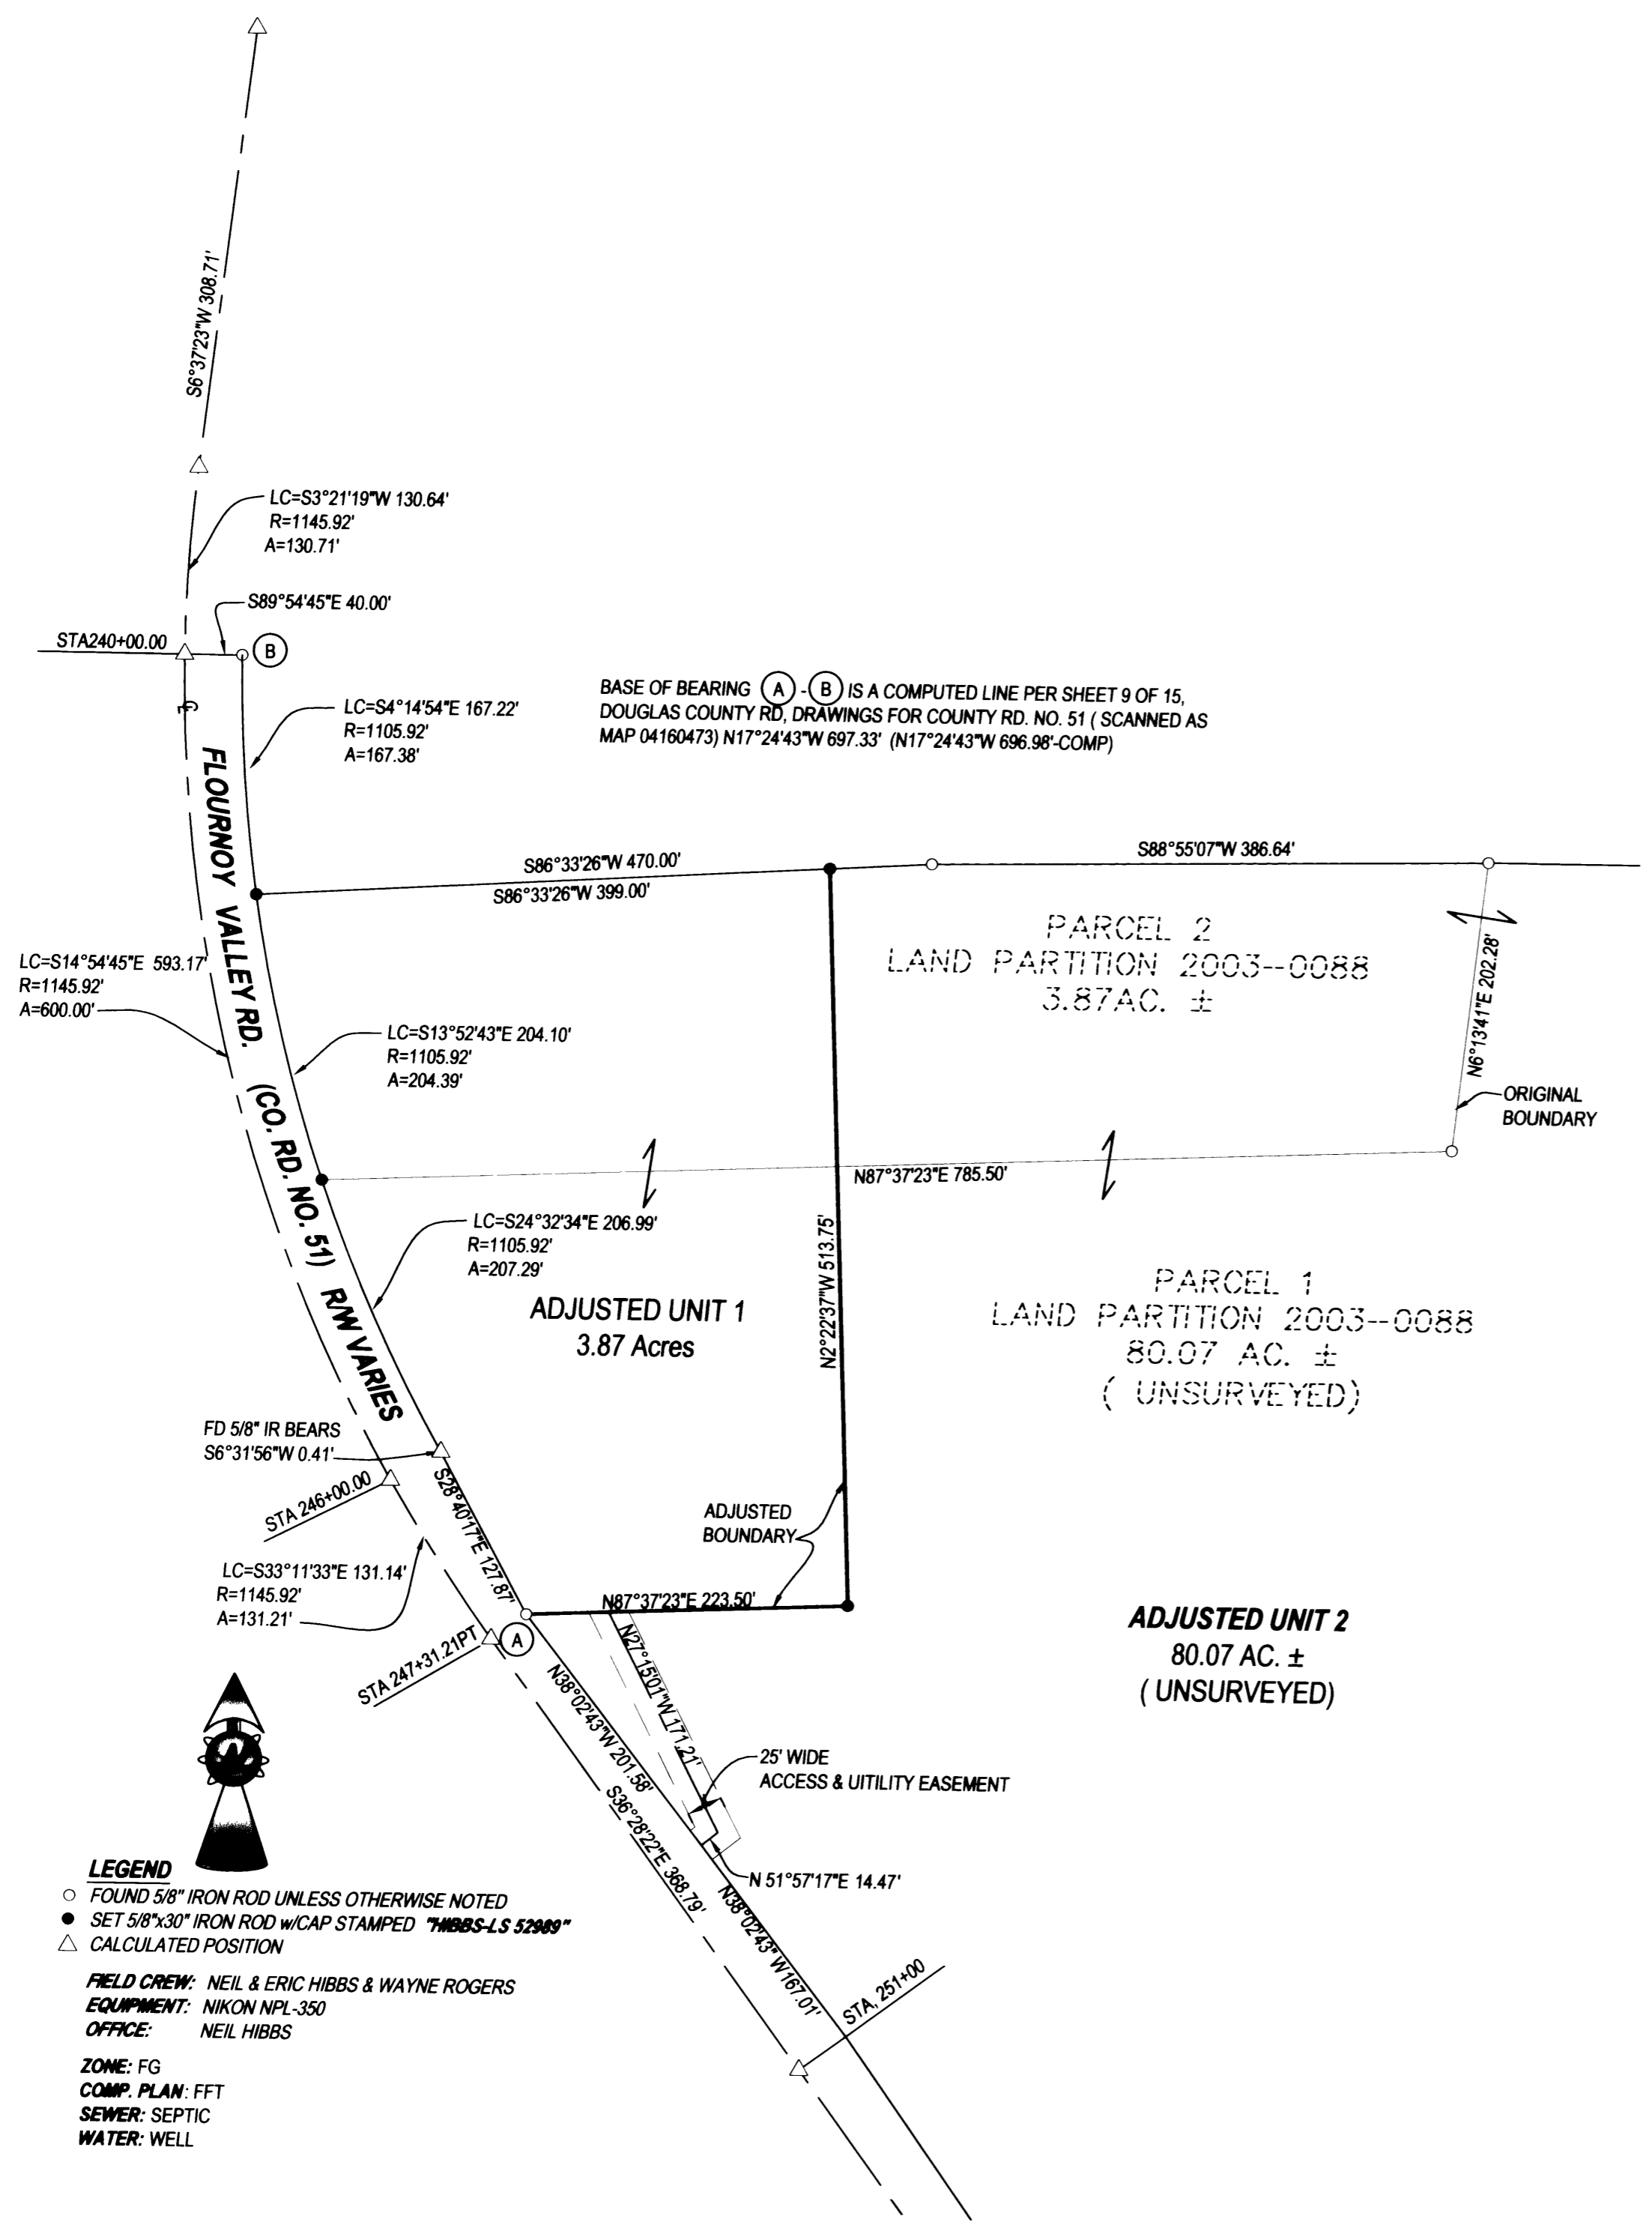 S6°37'23"W 308.71'
LC=S3°21'19"W 130.64'
R=1145.92'
A=130.71'
S89°54'45"E 40.00'
STA240+00.00
B
LC=S4°14'54"E 167.22'
R=1105.92'
A=167.38'
BASE OF BEARING A - B IS A COMPUTED LINE PER SHEET 9 OF 15,
DOUGLAS COUNTY RD, DRAWINGS FOR COUNTY RD. NO. 51 ( SCANNED AS
MAP 04160473) N17°24'43"W 697.33' (N17°24'43"W 696.98'-COMP)
FLOURNOY VALLEY RD. (CO. RD. NO. 51) R/W VARIES
S86°33'26"W 470.00'
S86°33'26"W 399.00'
S88°55'07"W 386.64'
PARCEL 2
LAND PARTITION 2003--0088
3.87AC. ±
N6°13'41"E 202.28'
LC=S14°54'45"E 593.17'
R=1145.92'
A=600.00'
LC=S13°52'43"E 204.10'
R=1105.92'
A=204.39'
ORIGINAL
BOUNDARY
N87°37'23"E 785.50'
LC=S24°32'34"E 206.99'
R=1105.92'
A=207.29'
N2°22'37"W 513.75'
ADJUSTED UNIT 1
3.87 Acres
PARCEL 1
LAND PARTITION 2003--0088
80.07 AC. ±
( UNSURVEYED)
FD 5/8" IR BEARS
S6°31'56"W 0.41'
STA 246+00.00
S28°40'17"E 127.87'
ADJUSTED
BOUNDARY
LC=S33°11'33"E 131.14'
R=1145.92'
A=131.21'
N87°37'23"E 223.50'
A
STA 247+31.21PT
N27°15'01"W 171.21'
N38°02'43"W 201.58'
S36°28'22"E 368.79'
ADJUSTED UNIT 2
80.07 AC. ±
( UNSURVEYED)
25' WIDE
ACCESS & UITILITY EASEMENT
N 51°57'17"E 14.47'
N38°02'43" W167.01'
STA, 251+00
LEGEND
FOUND 5/8" IRON ROD UNLESS OTHERWISE NOTED
SET 5/8"x30" IRON ROD w/CAP STAMPED "HIBBS-LS 52989"
CALCULATED POSITION
FIELD CREW: NEIL & ERIC HIBBS & WAYNE ROGERS
EQUIPMENT: NIKON NPL-350
OFFICE: NEIL HIBBS
ZONE: FG
COMP. PLAN: FFT
SEWER: SEPTIC
WATER: WELL